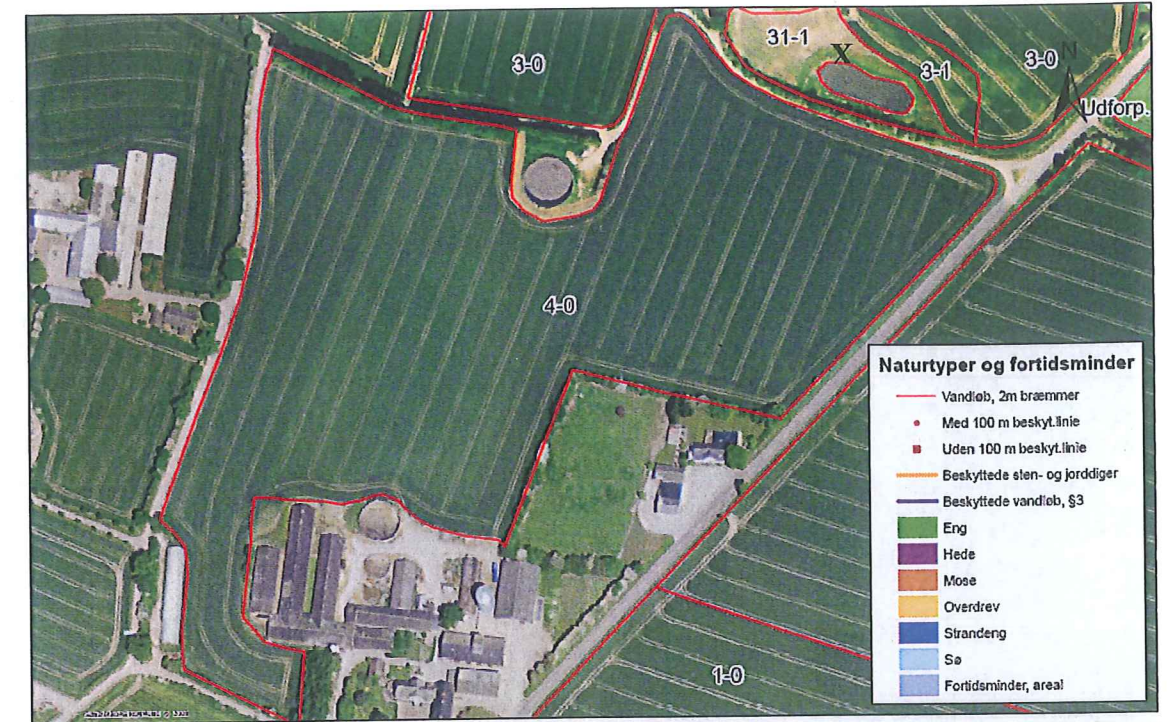 31-1
X
3-0
3-1
3-0
N
Udforp.
4-0
Naturtyper og fortidsminder
Vandløb, 2m bræmmer
Med 100 m beskyt.linie
Uden 100 m beskyt.linie
Beskyttede sten- og jorddiger
Beskyttede vandløb, §3
Eng
Hede
Mose
Overdrev
Strandeng
Sø
Fortidsminder, areal
1-0